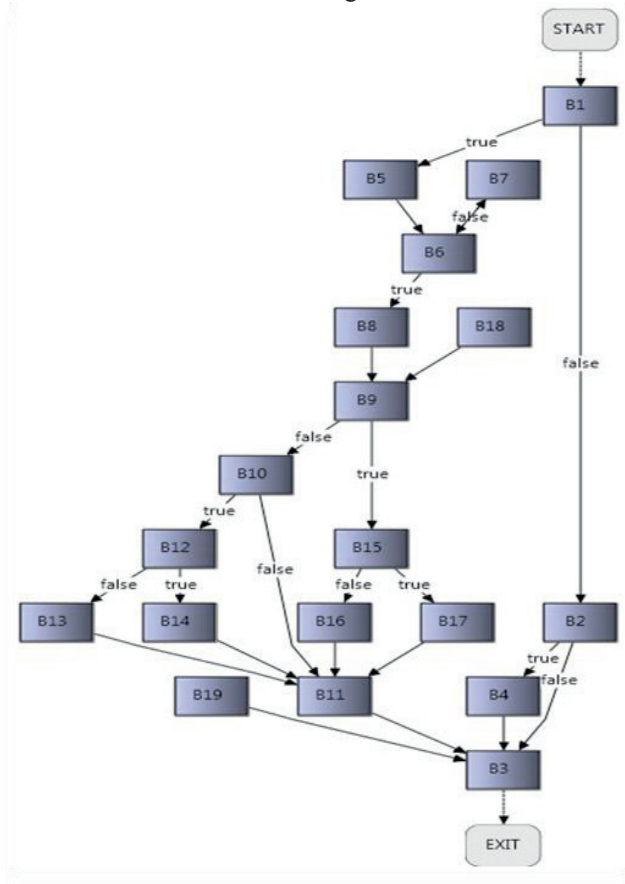 START
B1
true
B5
B7
false
B6
true
B8
B18
false
B9
false
B10
true
true
B12
B15
false
false
true
false
true
B13
B14
B16
B17
B2
true
false
B19
B11
B4
B3
EXIT